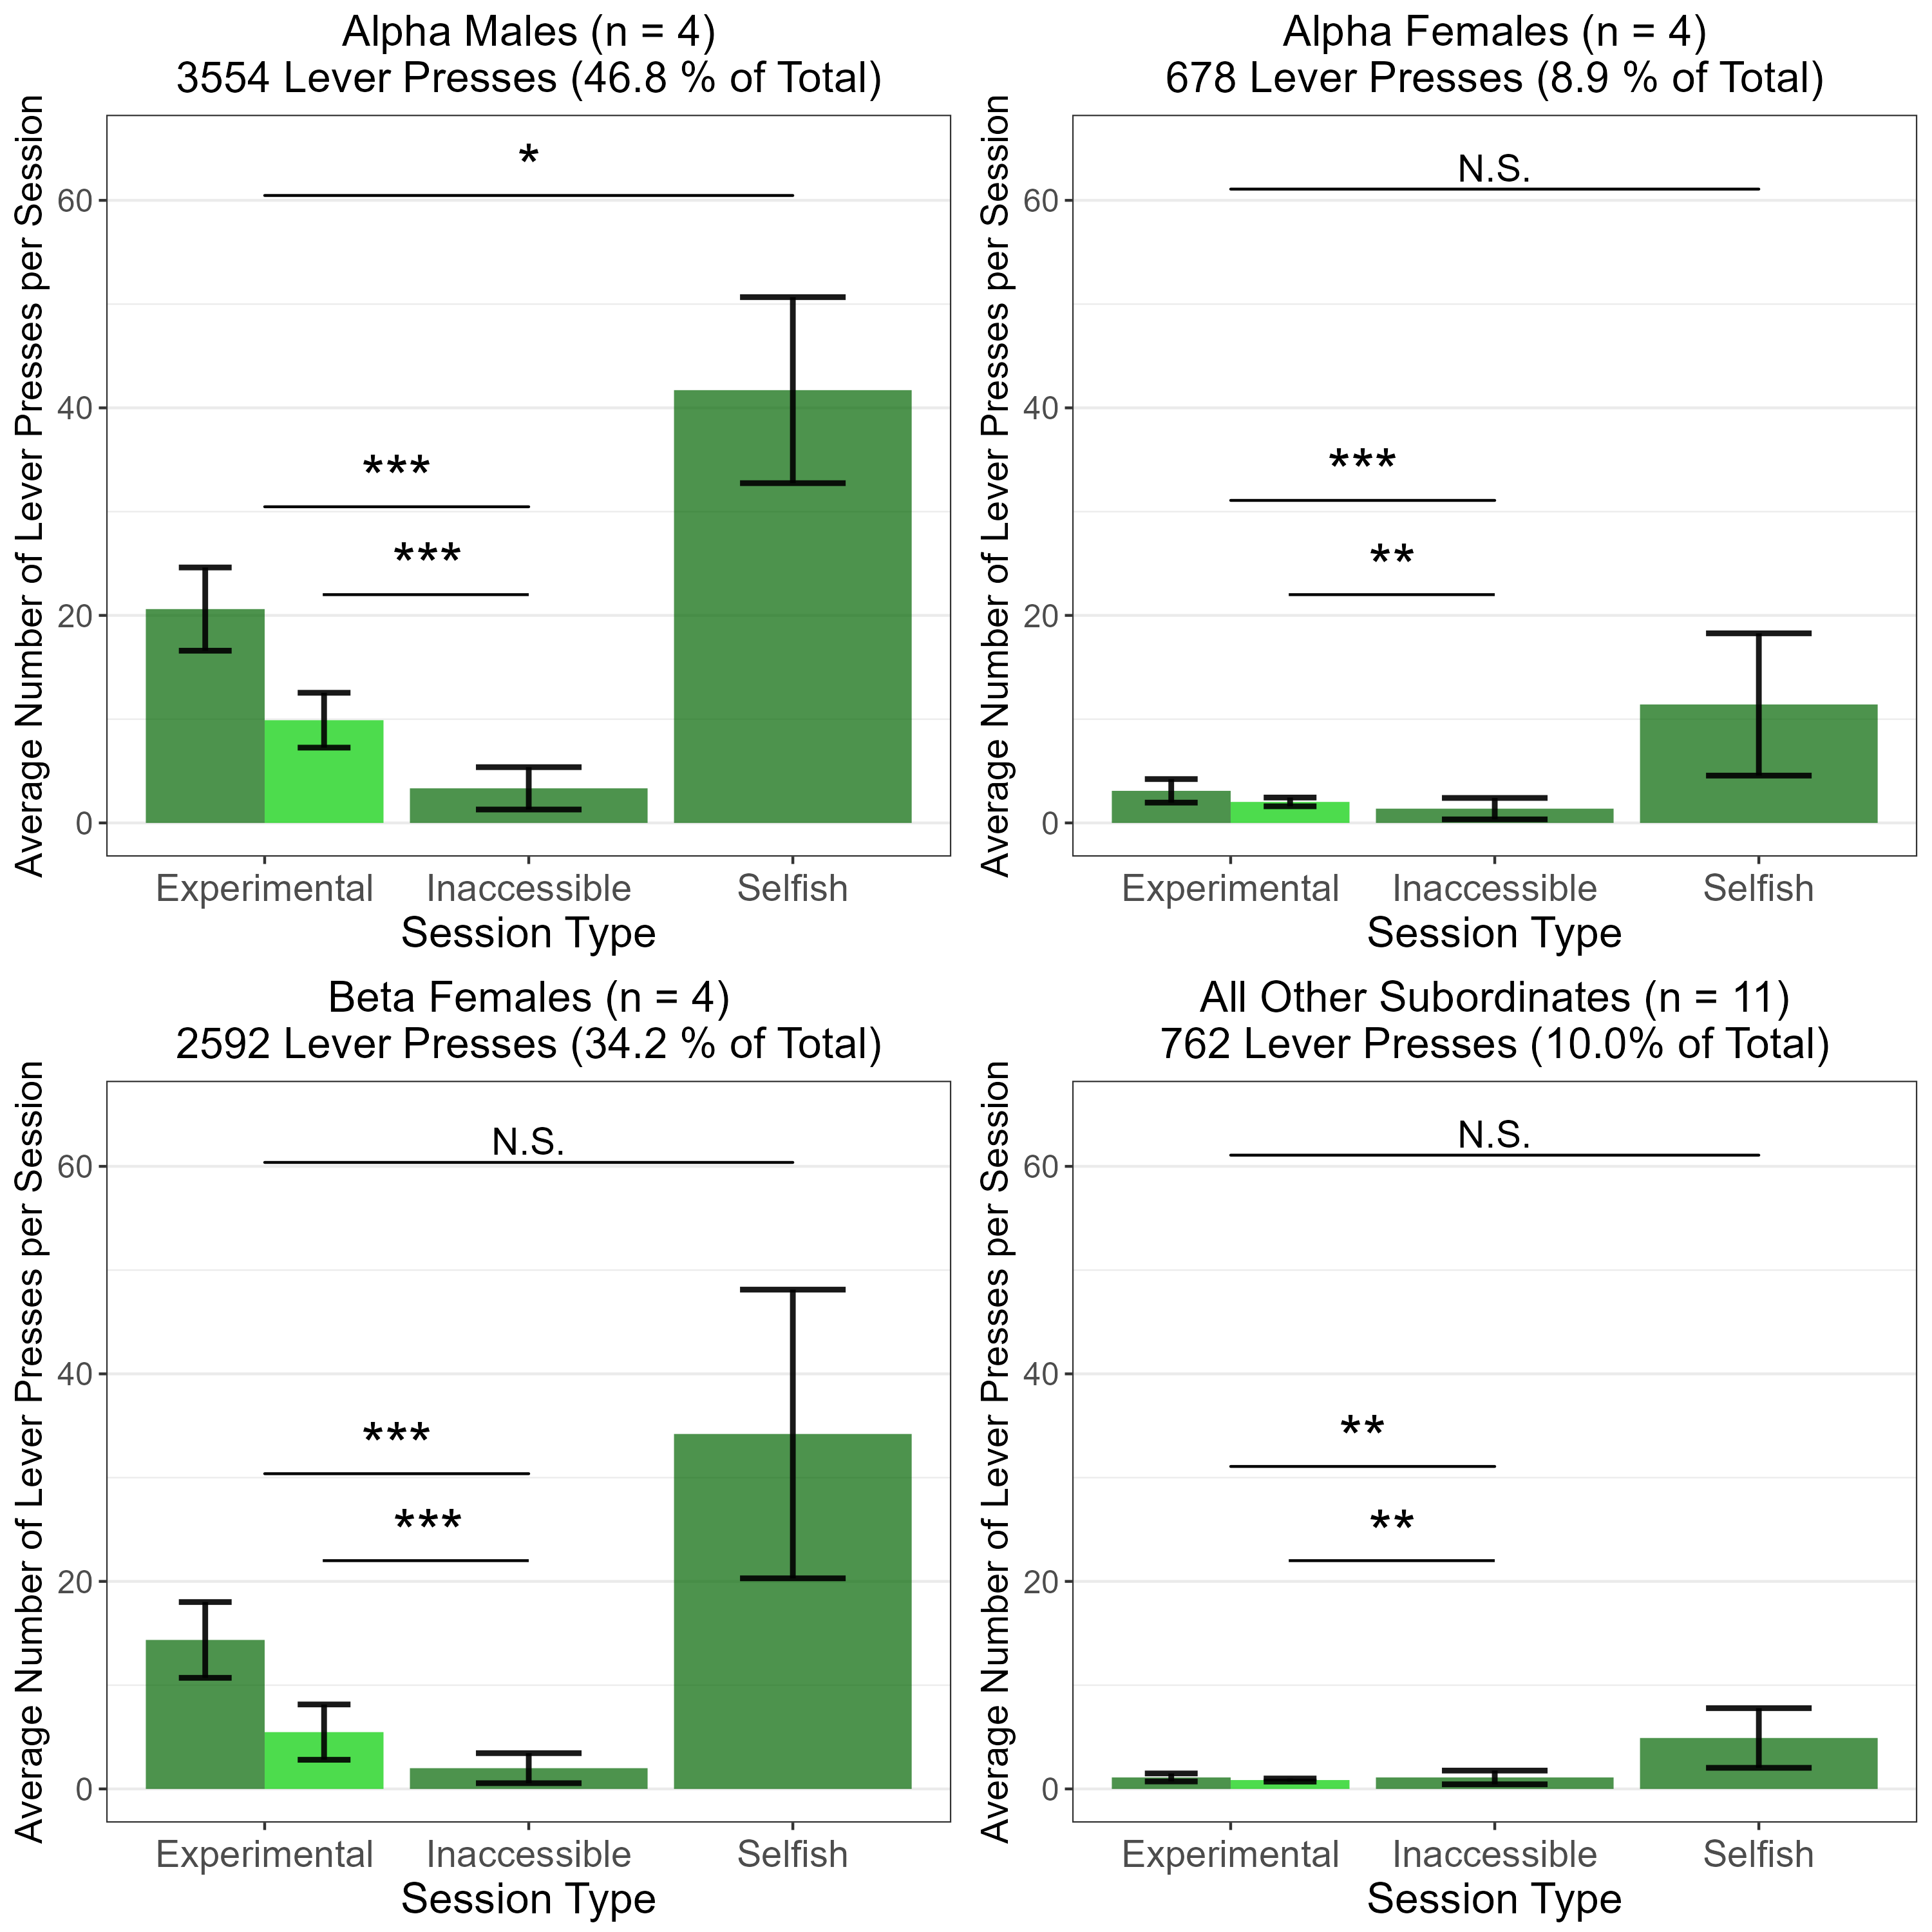 Alpha Males (n = 4)
3554 Lever Presses (46.8 % of Total)
Average Number of Lever Presses per Session
60
40
20
0
*
***
***
Experimental
Inaccessible
Selfish
Session Type
Alpha Females (n = 4)
678 Lever Presses (8.9 % of Total)
Average Number of Lever Presses per Session
60
40
20
0
N.S.
***
**
Experimental
Inaccessible
Selfish
Session Type
Beta Females (n = 4)
2592 Lever Presses (34.2 % of Total)
Average Number of Lever Presses per Session
60
40
20
0
N.S.
***
***
Experimental
Inaccessible
Selfish
Session Type
All Other Subordinates (n = 11)
762 Lever Presses (10.0% of Total)
Average Number of Lever Presses per Session
60
40
20
0
N.S.
**
**
Experimental
Inaccessible
Selfish
Session Type